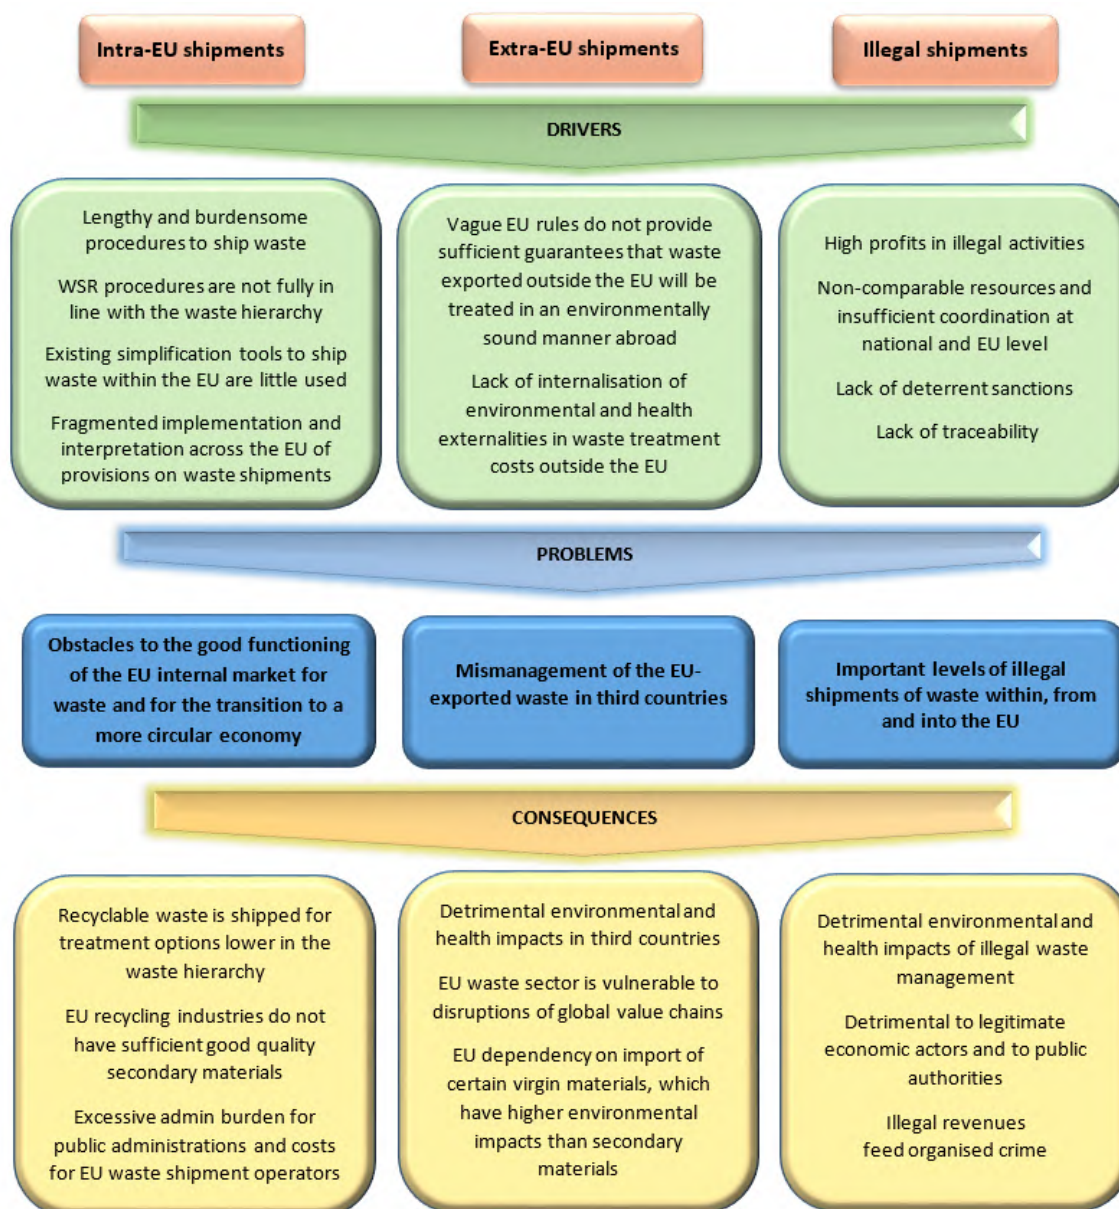 Intra-EU shipments
Extra-EU shipments
Illegal shipments
DRIVERS
Lengthy and burdensome
procedures to ship waste
WSR procedures are not fully in
line with the waste hierarchy
Existing simplification tools to ship
waste within the EU are little used
Fragmented implementation and
interpretation across the EU of
provisions on waste shipments
Vague EU rules do not provide
sufficient guarantees that waste
exported outside the EU will be
treated in an environmentally
sound manner abroad
Lack of internalisation of
environmental and health
externalities in waste treatment
costs outside the EU
High profits in illegal activities
Non-comparable resources and
insufficient coordination at
national and EU level
Lack of deterrent sanctions
Lack of traceability
PROBLEMS
Obstacles to the good functioning
of the EU internal market for
waste and for the transition to a
more circular economy
Mismanagement of the EU-
exported waste in third countries
Important levels of illegal
shipments of waste within, from
and into the EU
CONSEQUENCES
Recyclable waste is shipped for
treatment options lower in the
waste hierarchy
EU recycling industries do not
have sufficient good quality
secondary materials
Excessive admin burden for
public administrations and costs
for EU waste shipment operators
Detrimental environmental and
health impacts in third countries
EU waste sector is vulnerable to
disruptions of global value chains
EU dependency on import of
certain virgin materials, which
have higher environmental
impacts than secondary
materials
Detrimental environmental and
health impacts of illegal waste
management
Detrimental to legitimate
economic actors and to public
authorities
Illegal revenues
feed organised crime